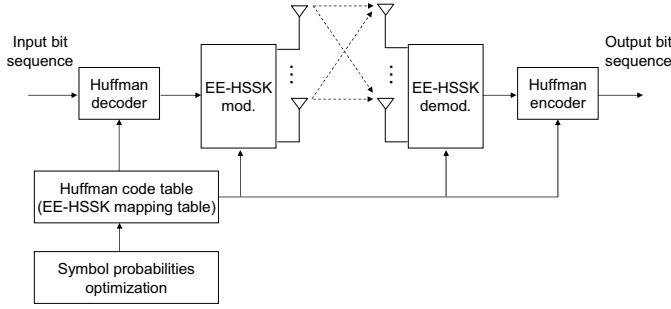 Input bit
sequence
Huffman
decoder
EE-HSSK
mod.
EE-HSSK
demod.
Huffman
encoder
Output bit
sequence
Huffman code table
(EE-HSSK mapping table)
Symbol probabilities
optimization